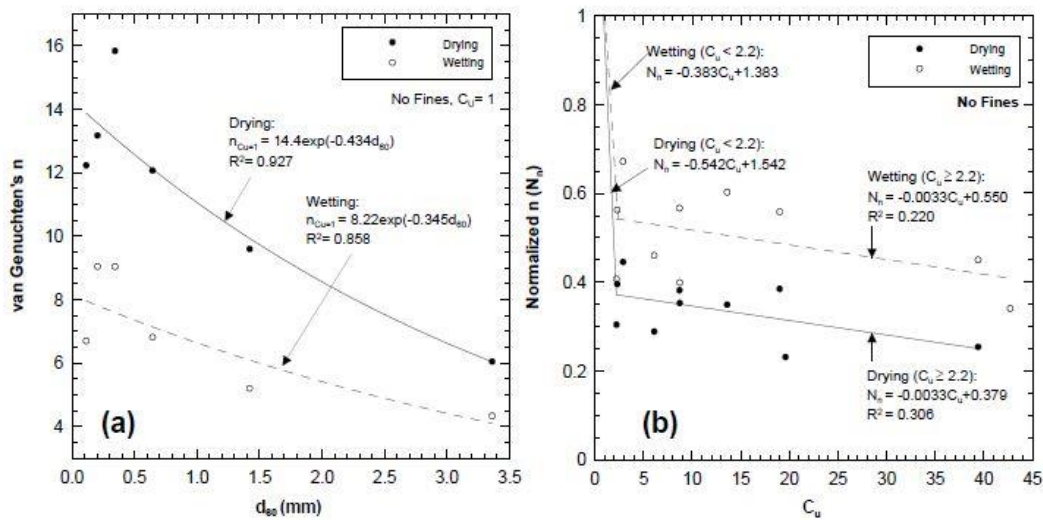 van Genuchten's n
16
14
12
10
8
6
4
Drying
Wetting
No Fines, C_U= 1
Drying:
n_Cu=1 = 14.4exp(-0.434d_60)
R² = 0.927
Wetting:
n_Cu=1 = 8.22exp(-0.345d_60)
R²= 0.858
(a)
0.0 0.5 1.0 1.5 2.0 2.5 3.0 3.5
d_60 (mm)
Normalized n (N_n)
1
0.8
0.6
0.4
0.2
0
Drying
Wetting
No Fines
Wetting (C_u < 2.2):
N_n = -0.383C_u+1.383
Drying (C_u < 2.2):
N_n = -0.542C_u+1.542
Wetting (C_u ≥ 2.2):
N_n = -0.0033C_u+0.550
R² = 0.220
Drying (C_u ≥ 2.2):
N_n = -0.0033C_u+0.379
R² = 0.306
(b)
0 5 10 15 20 25 30 35 40 45
C_u